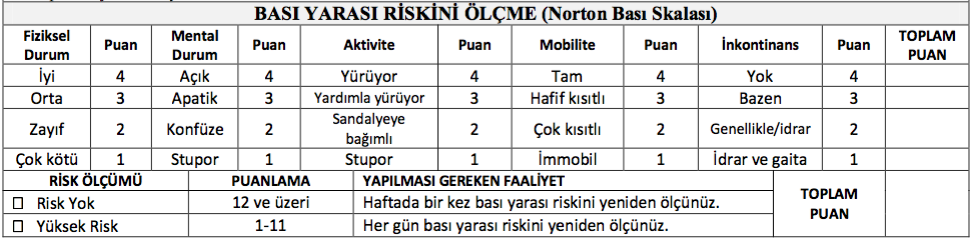 BASI YARASI RİSKİNİ ÖLÇME (Norton Bası Skalası)
Fiziksel Durum Puan Mental Durum Puan Aktivite Puan Mobilite Puan İnkontinans Puan TOPLAM PUAN
İyi 4 Açık 4 Yürüyor 4 Tam 4 Yok 4
Orta 3 Apatik 3 Yardımla yürüyor 3 Hafif kısıtlı 3 Bazen 3
Zayıf 2 Konfüze 2 Sandalyeye bağımlı 2 Çok kısıtlı 2 Genellikle/idrar 2
Çok kötü 1 Stupor 1 Stupor 1 İmmobil 1 İdrar ve gaita 1
RİSK ÖLÇÜMÜ PUANLAMA YAPILMASI GEREKEN FAALİYET TOPLAM PUAN
☐ Risk Yok 12 ve üzeri Haftada bir kez bası yarası riskini yeniden ölçünüz.
☐ Yüksek Risk 1-11 Her gün bası yarası riskini yeniden ölçünüz.